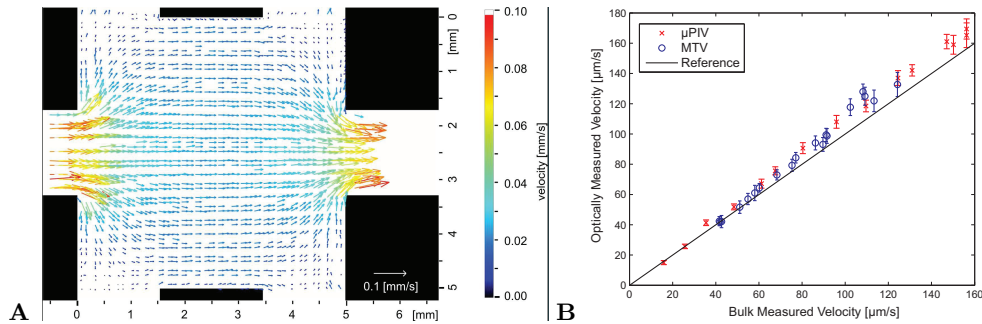 A
0.1 [mm/s]
0
1
2
3
4
5
[mm]
0 1 2 3 4 5 6 [mm]
0.10
0.08
0.06
0.04
0.02
0.00
velocity [mm/s]
B
Optically Measured Velocity [μm/s]
180
160
140
120
100
80
60
40
20
0
μPIV
MTV
Reference
0 20 40 60 80 100 120 140 160
Bulk Measured Velocity [μm/s]